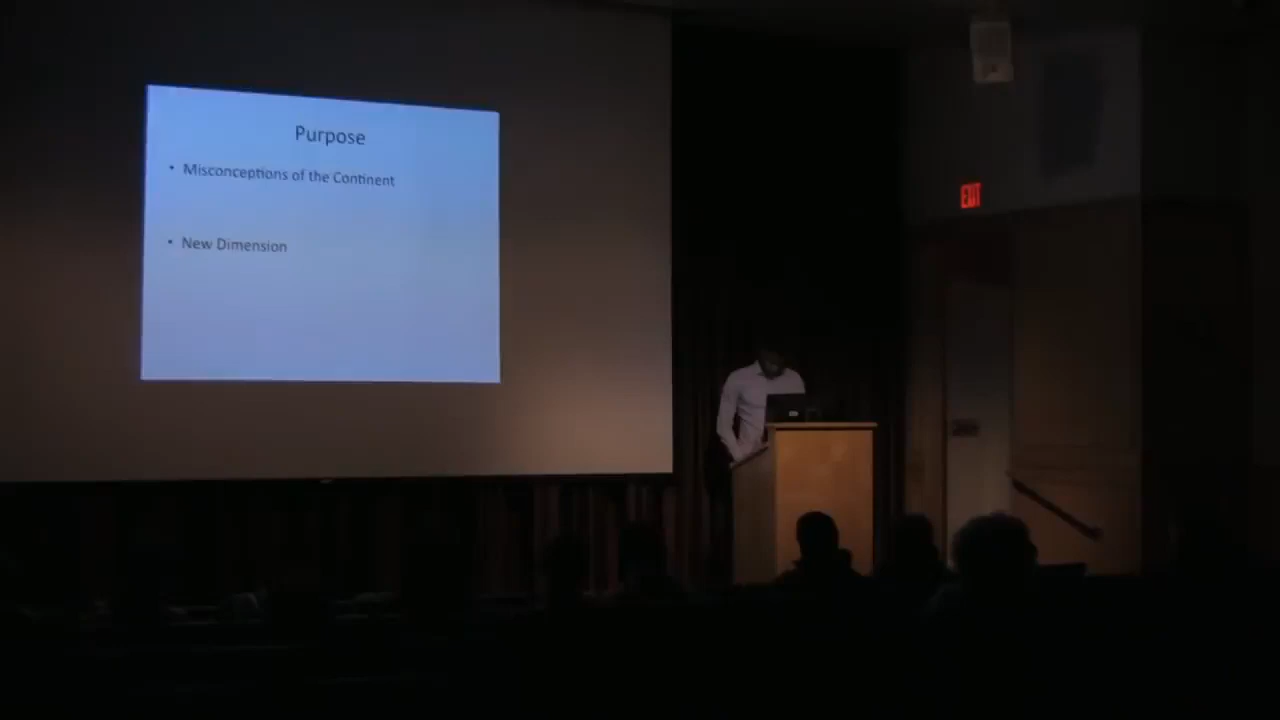 Purpose
• Misconceptions of the Continent
• New Dimension
EXIT